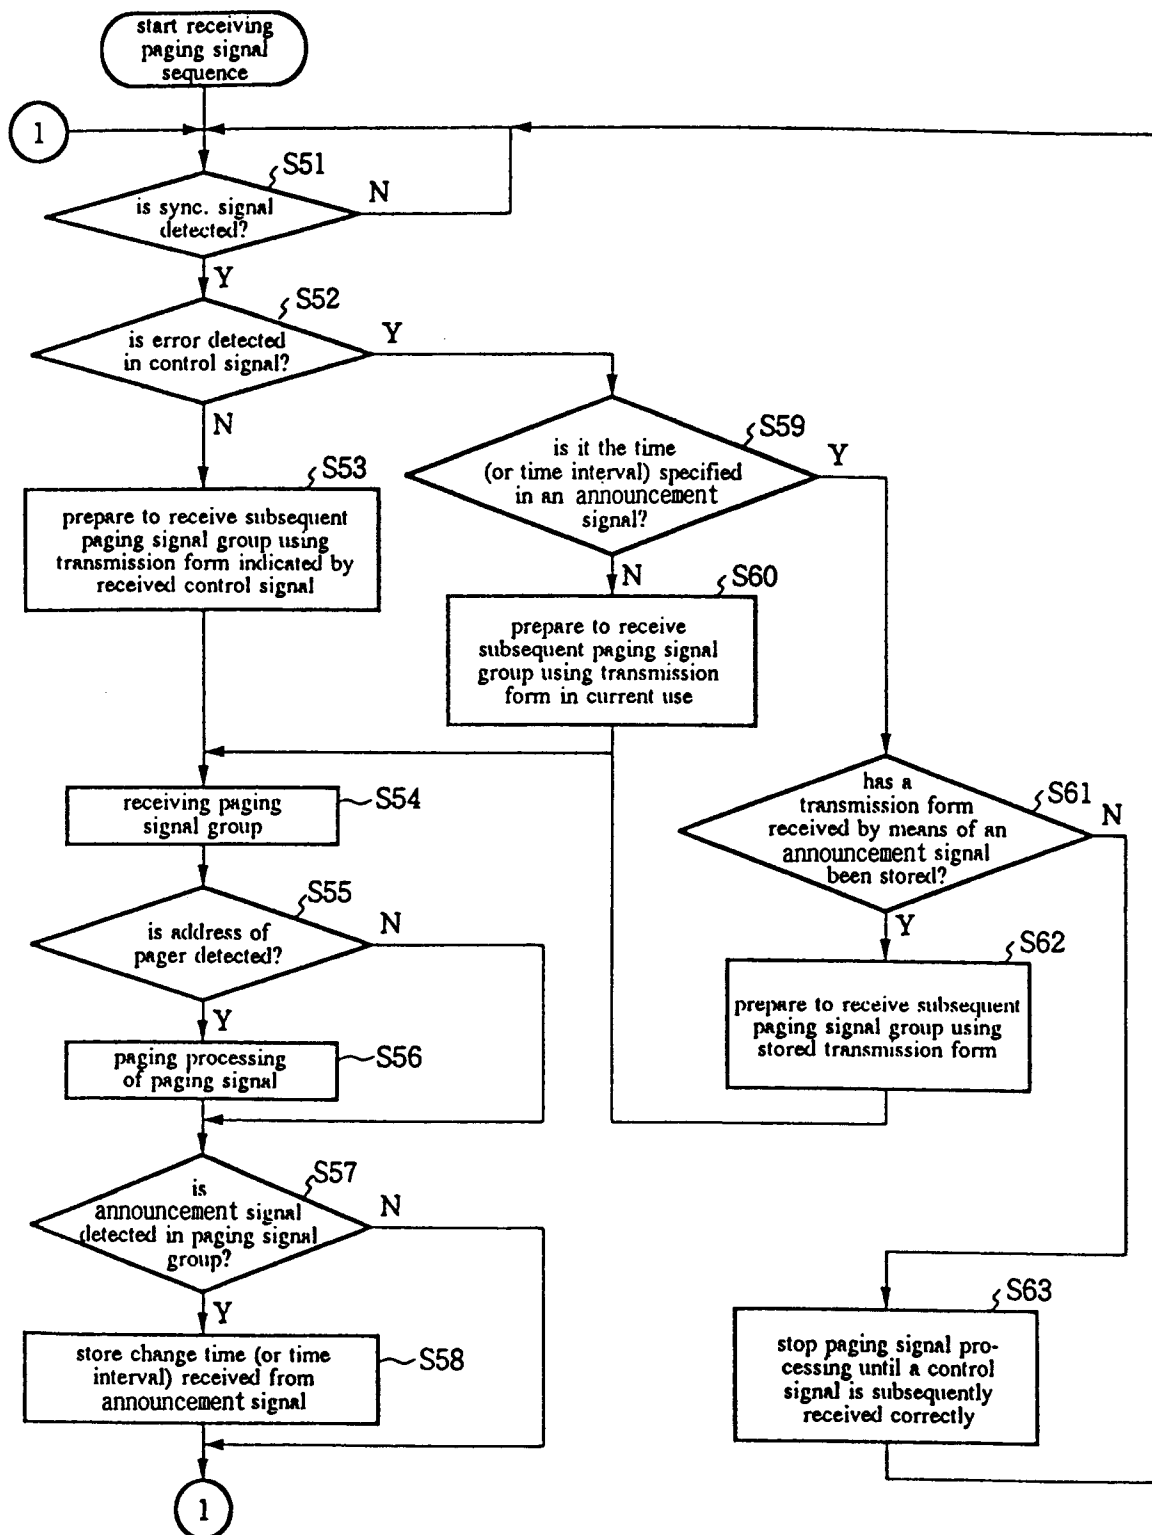 start receiving
paging signal
sequence
1
S51
is sync. signal
detected?
N
Y
S52
is error detected
in control signal?
Y
N
S59
is it the time
(or time interval) specified
in an announcement
signal?
Y
N
S53
prepare to receive subsequent
paging signal group using
transmission form indicated by
received control signal
S60
prepare to receive
subsequent paging signal
group using transmission
form in current use
S54
receiving paging
signal group
S61
has a
transmission form
received by means of an
announcement signal
been stored?
N
Y
S55
is address of
pager detected?
N
Y
S62
prepare to receive subsequent
paging signal group using
stored transmission form
S56
paging processing
of paging signal
S57
is
announcement signal
detected in paging signal
group?
N
Y
S63
stop paging signal pro-
cessing until a control
signal is subsequently
received correctly
S58
store change time (or time
interval) received from
announcement signal
1